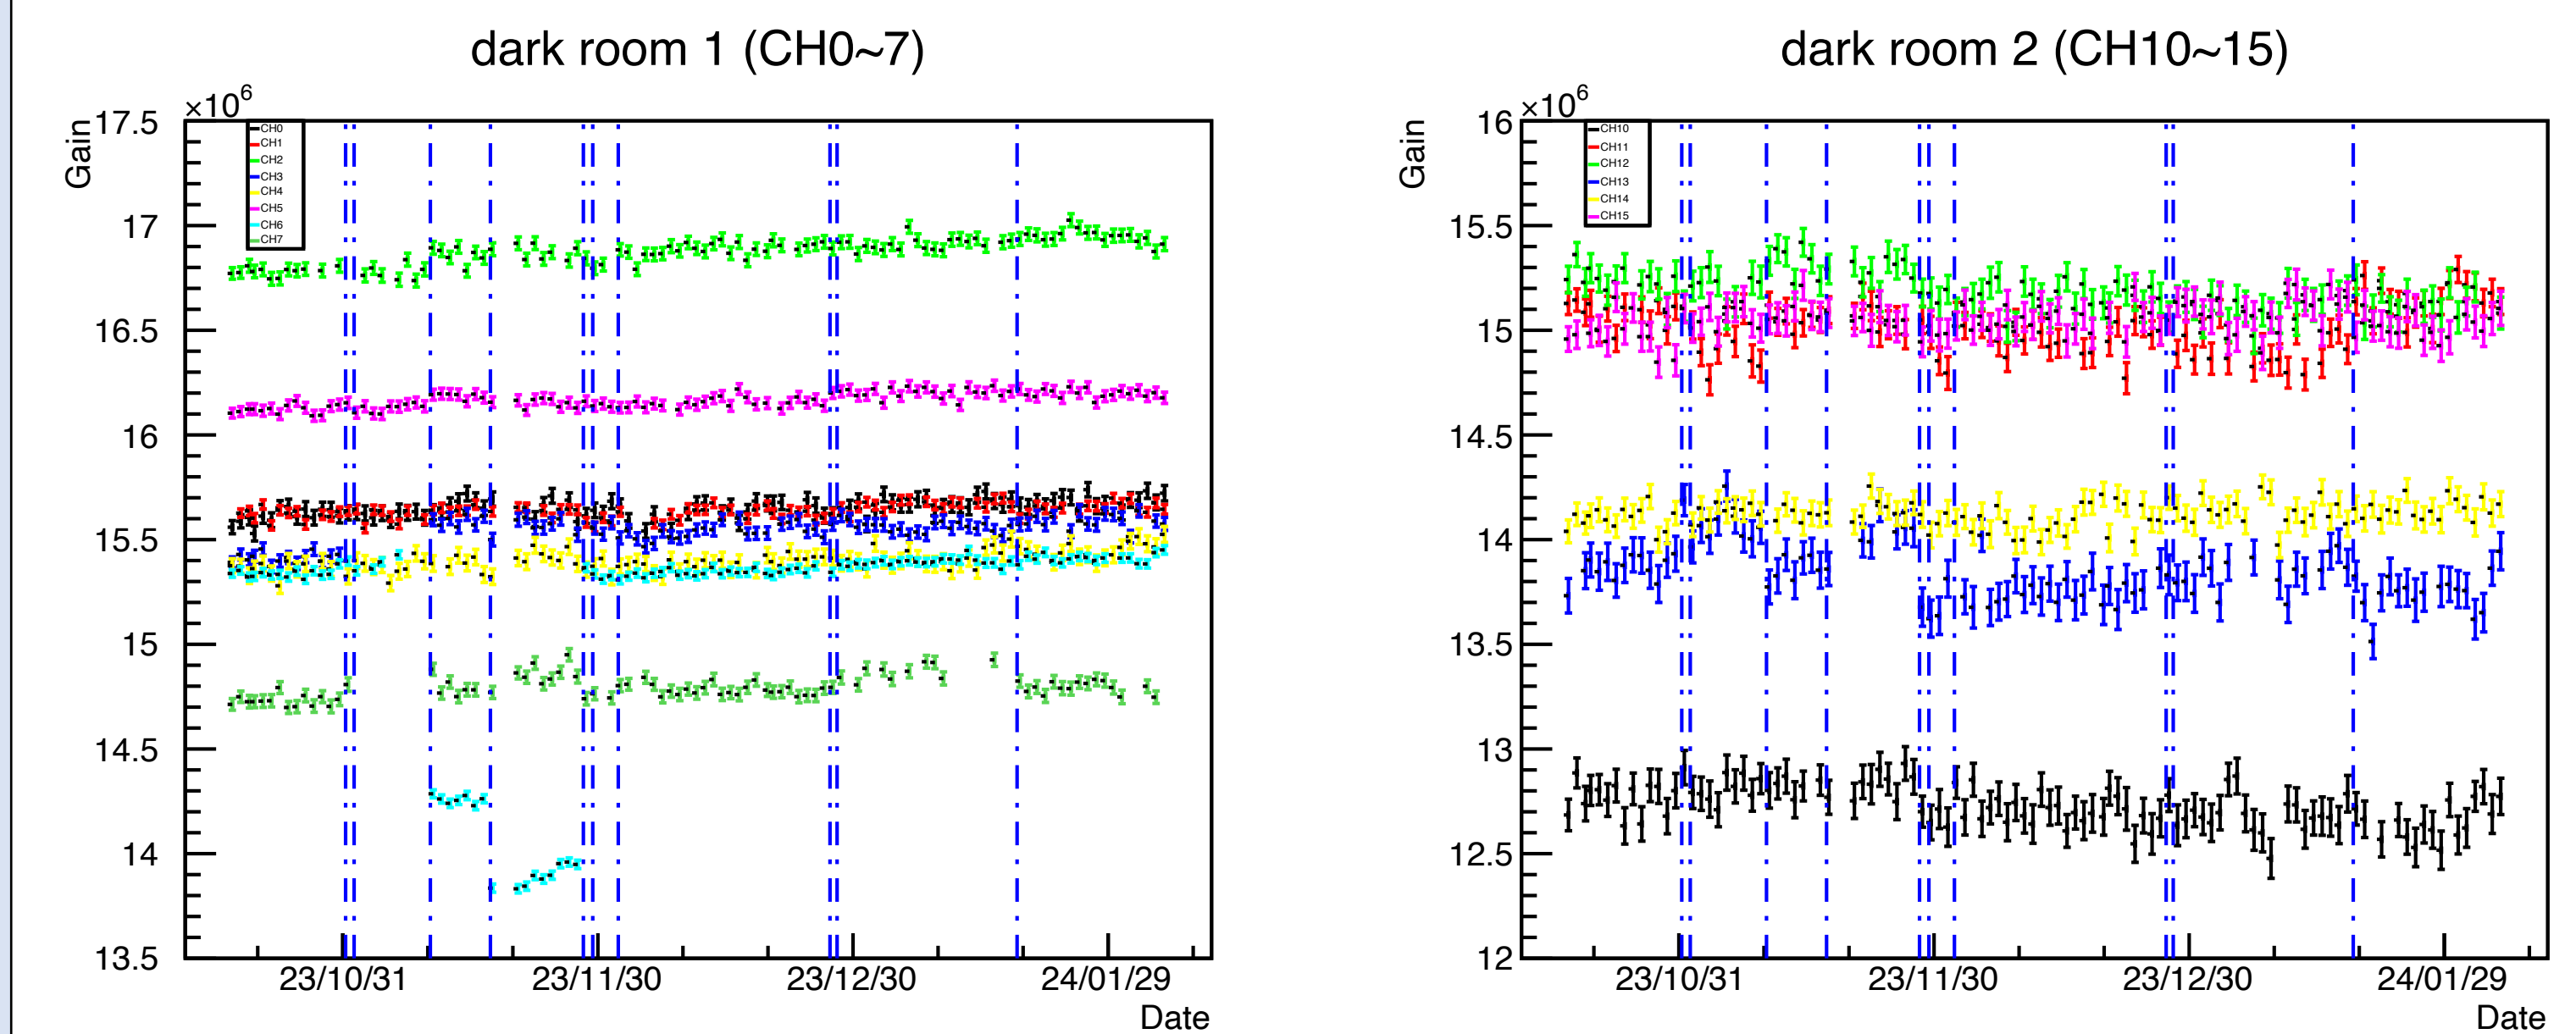 dark room 1 (CH0~7)
×10⁶
Gain
17.5
17
16.5
16
15.5
15
14.5
14
13.5
CH0
CH1
CH2
CH3
CH4
CH5
CH6
CH7
23/10/31 23/11/30 23/12/30 24/01/29
Date
dark room 2 (CH10~15)
×10⁶
Gain
16
15.5
15
14.5
14
13.5
13
12.5
12
CH10
CH11
CH12
CH13
CH14
CH15
23/10/31 23/11/30 23/12/30 24/01/29
Date